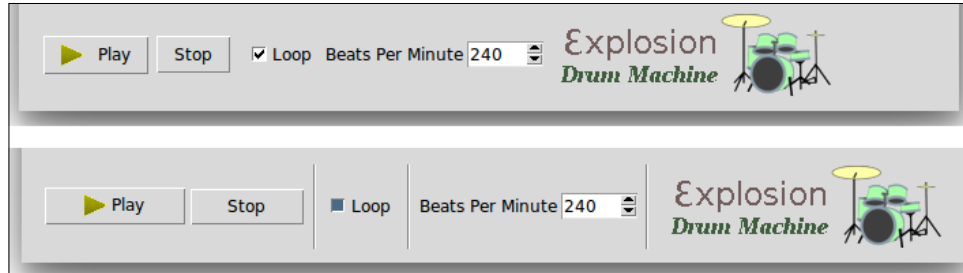 Play Stop Loop Beats Per Minute 240 Explosion
Drum Machine
Play Stop Loop Beats Per Minute 240 Explosion
Drum Machine